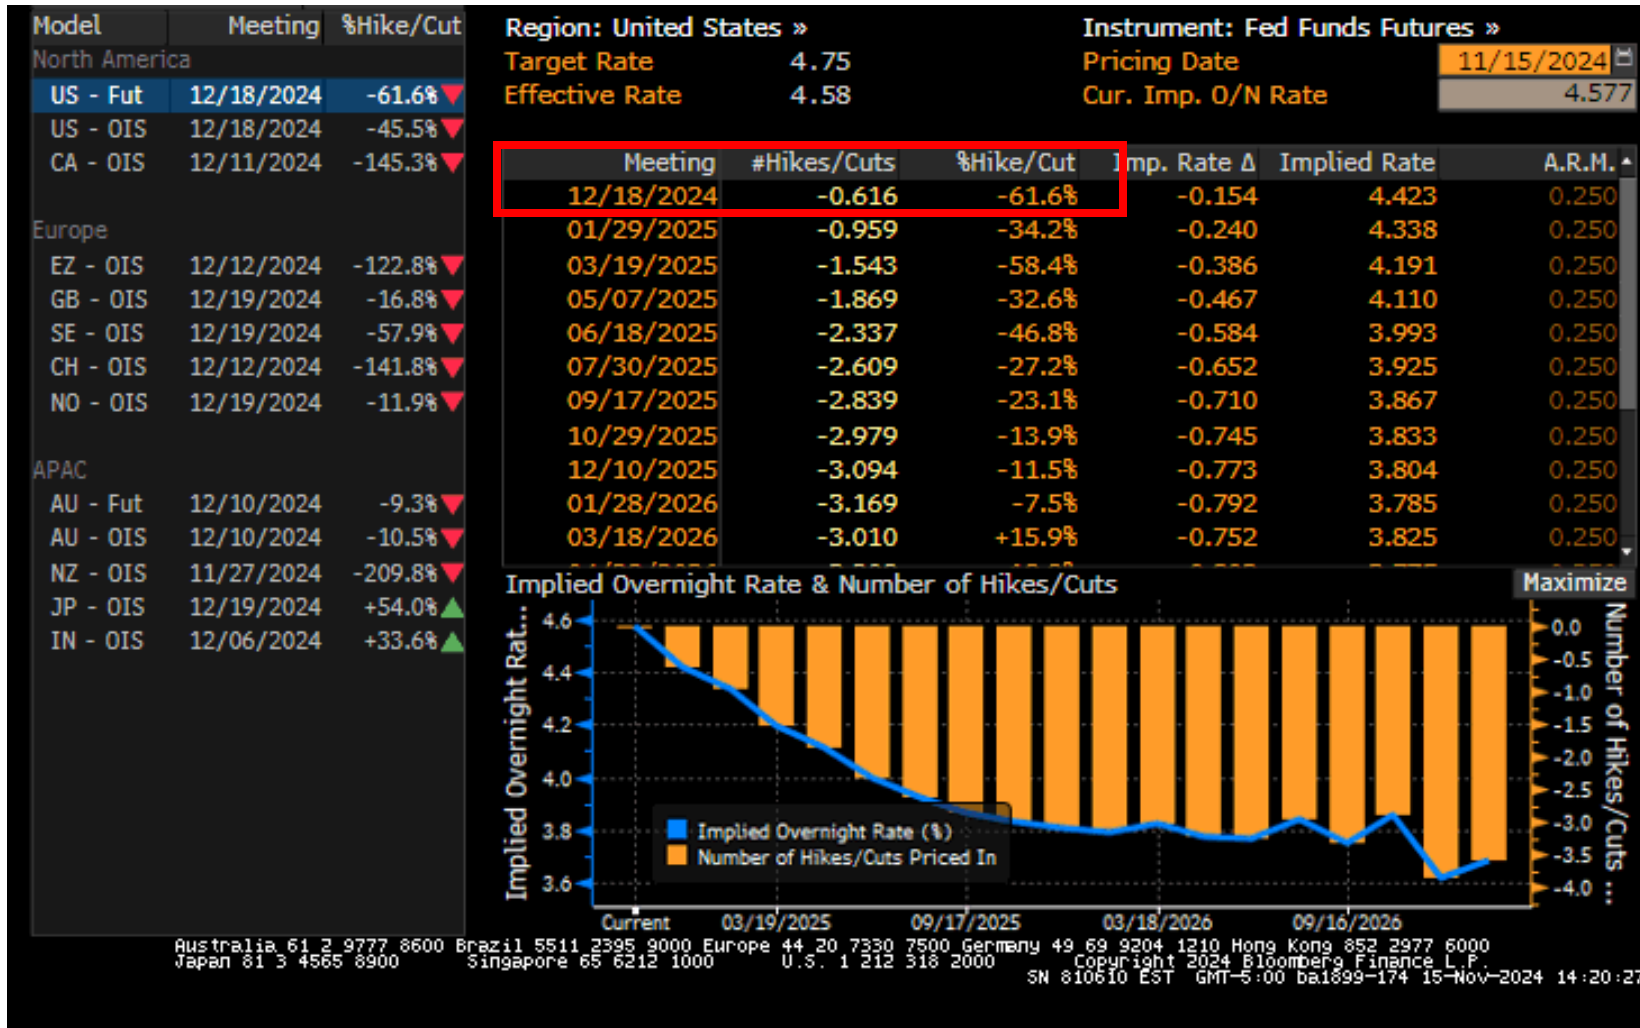 Model Meeting %Hike/Cut
North America
US - Fut 12/18/2024 -61.6%
US - OIS 12/18/2024 -45.5%
CA - OIS 12/11/2024 -145.3%
Europe
EZ - OIS 12/12/2024 -122.8%
GB - OIS 12/19/2024 -16.8%
SE - OIS 12/19/2024 -57.9%
CH - OIS 12/12/2024 -141.8%
NO - OIS 12/19/2024 -11.9%
APAC
AU - Fut 12/10/2024 -9.3%
AU - OIS 12/10/2024 -10.5%
NZ - OIS 11/27/2024 -209.8%
JP - OIS 12/19/2024 +54.0%
IN - OIS 12/06/2024 +33.6%
Region: United States » Instrument: Fed Funds Futures »
Target Rate 4.75 Pricing Date 11/15/2024
Effective Rate 4.58 Cur. Imp. O/N Rate 4.577
Meeting #Hikes/Cuts %Hike/Cut Imp. Rate Δ Implied Rate A.R.M.
12/18/2024 -0.616 -61.6% -0.154 4.423 0.250
01/29/2025 -0.959 -34.2% -0.240 4.338 0.250
03/19/2025 -1.543 -58.4% -0.386 4.191 0.250
05/07/2025 -1.869 -32.6% -0.467 4.110 0.250
06/18/2025 -2.337 -46.8% -0.584 3.993 0.250
07/30/2025 -2.609 -27.2% -0.652 3.925 0.250
09/17/2025 -2.839 -23.1% -0.710 3.867 0.250
10/29/2025 -2.979 -13.9% -0.745 3.833 0.250
12/10/2025 -3.094 -11.5% -0.773 3.804 0.250
01/28/2026 -3.169 -7.5% -0.792 3.785 0.250
03/18/2026 -3.010 +15.9% -0.752 3.825 0.250
Implied Overnight Rate & Number of Hikes/Cuts Maximize
Implied Overnight Rat...
4.6
4.4
4.2
4.0
3.8
3.6
Implied Overnight Rate (%)
Number of Hikes/Cuts Priced In
0.0
-0.5
-1.0
-1.5
-2.0
-2.5
-3.0
-3.5
-4.0
Number of Hikes/Cuts ...
Current 03/19/2025 09/17/2025 03/18/2026 09/16/2026
Australia 61 2 9777 8600 Brazil 5511 2395 9000 Europe 44 20 7330 7500 Germany 49 69 9204 1210 Hong Kong 852 2977 6000
Japan 81 3 4565 8900 Singapore 65 6212 1000 U.S. 1 212 318 2000 Copyright 2024 Bloomberg Finance L.P.
SN 810610 EST GMT-5:00 ba1899-174 15-Nov-2024 14:20:27